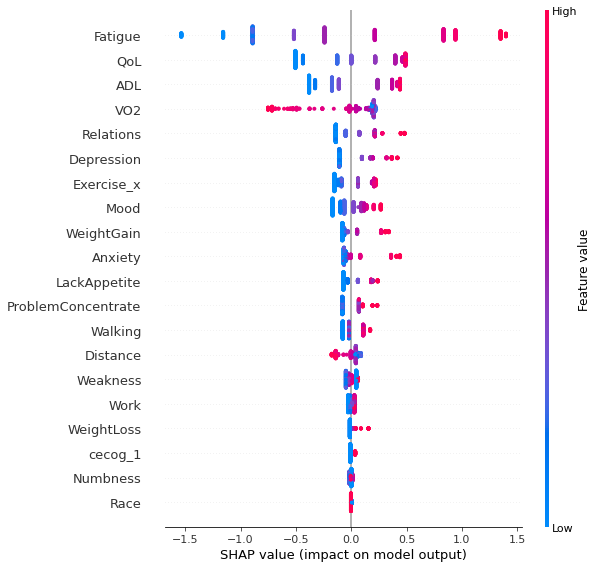 High
Fatigue
QoL
ADL
VO2
Relations
Depression
Exercise_x
Mood
WeightGain
Anxiety
LackAppetite
ProblemConcentrate
Walking
Distance
Weakness
Work
WeightLoss
cecog_1
Numbness
Race
Feature value
Low
−1.5 −1.0 −0.5 0.0 0.5 1.0 1.5
SHAP value (impact on model output)